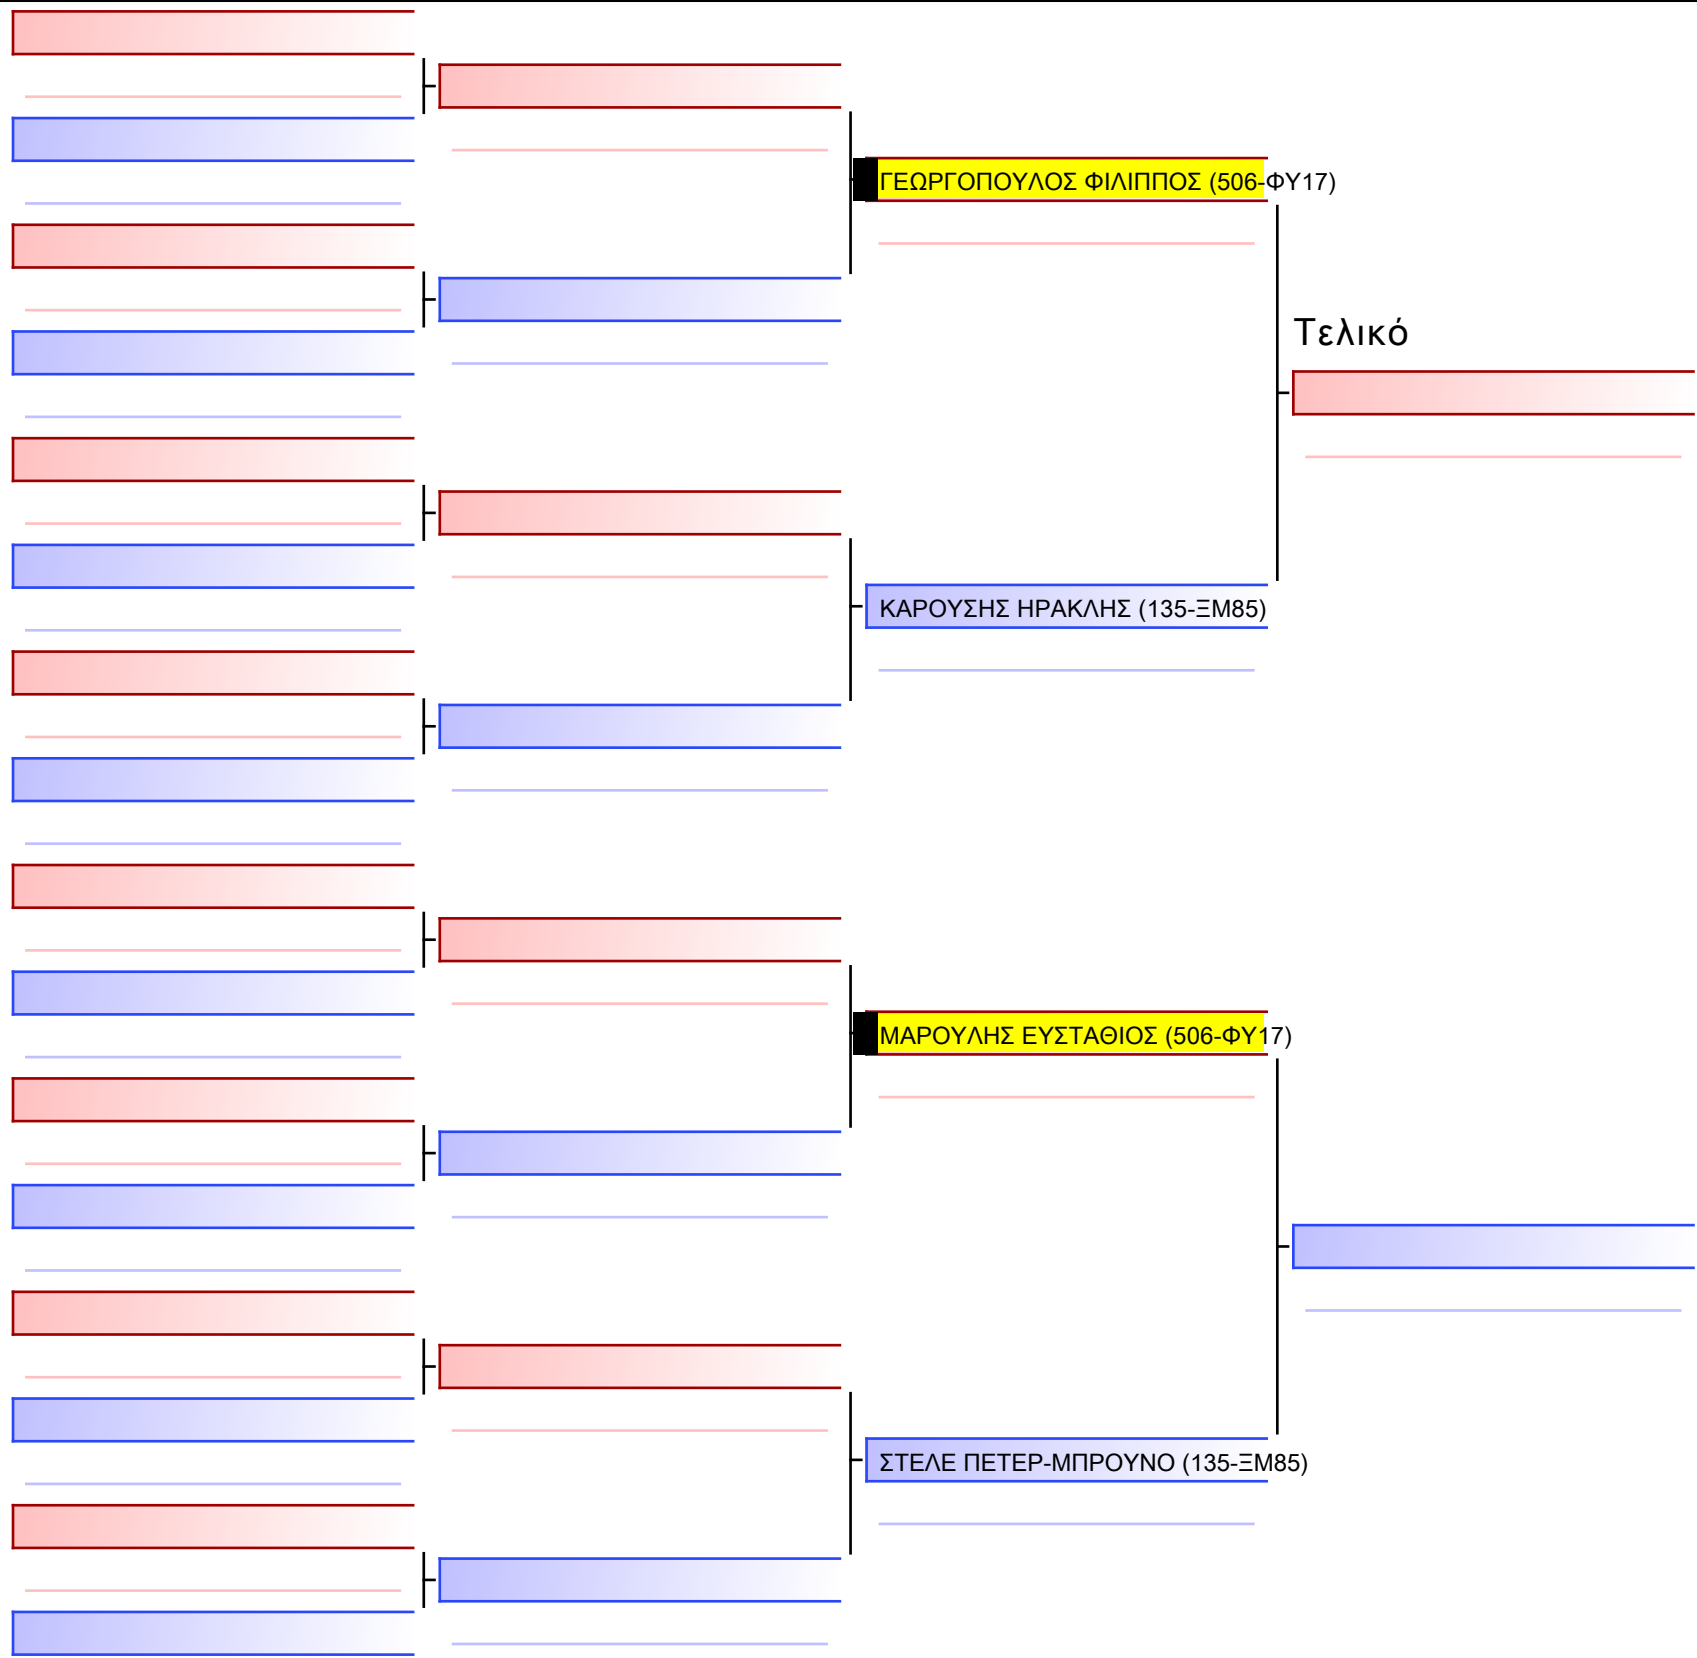 ΓΕΩΡΓΟΠΟΥΛΟΣ ΦΙΛΙΠΠΟΣ (506-ΦΥ17)
Τελικό
ΚΑΡΟΥΣΗΣ ΗΡΑΚΛΗΣ (135-ΞΜ85)
ΜΑΡΟΥΛΗΣ ΕΥΣΤΑΘΙΟΣ (506-ΦΥ17)
ΣΤΕΛΕ ΠΕΤΕΡ-ΜΠΡΟΥΝΟ (135-ΞΜ85)